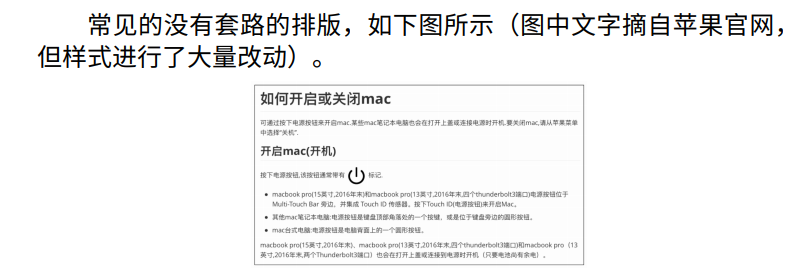 常见的没有套路的排版，如下图所示（图中文字摘自苹果官网，
但样式进行了大量改动）。
如何开启或关闭mac
可通过按下电源按钮来开启mac.某些mac笔记本电脑也会在打开上盖或连接电源时开机.要关闭mac,请从苹果菜单
中选择“关机”.
开启mac(开机)
按下电源按钮,该按钮通常带有 标记.
• macbook pro(15英寸,2016年末)和macbook pro(13英寸,2016年末,四个thunderbolt3端口)电源按钮位于
Multi-Touch Bar 旁边，并集成 Touch ID 传感器。按下Touch ID(电源按钮)来开启Mac。
• 其他mac笔记本电脑:电源按钮是键盘顶部角落处的一个按键，或是位于键盘旁边的圆形按钮。
• mac台式电脑:电源按钮是电脑背面上的一个圆形按钮。
macbook pro(15英寸,2016年末)、macbook pro(13英寸,2016年末,四个thunderbolt3端口)和macbook pro（13
英寸,2016年末,两个Thunderbolt3端口）也会在打开上盖或连接到电源时开机（只要电池尚有余电）。